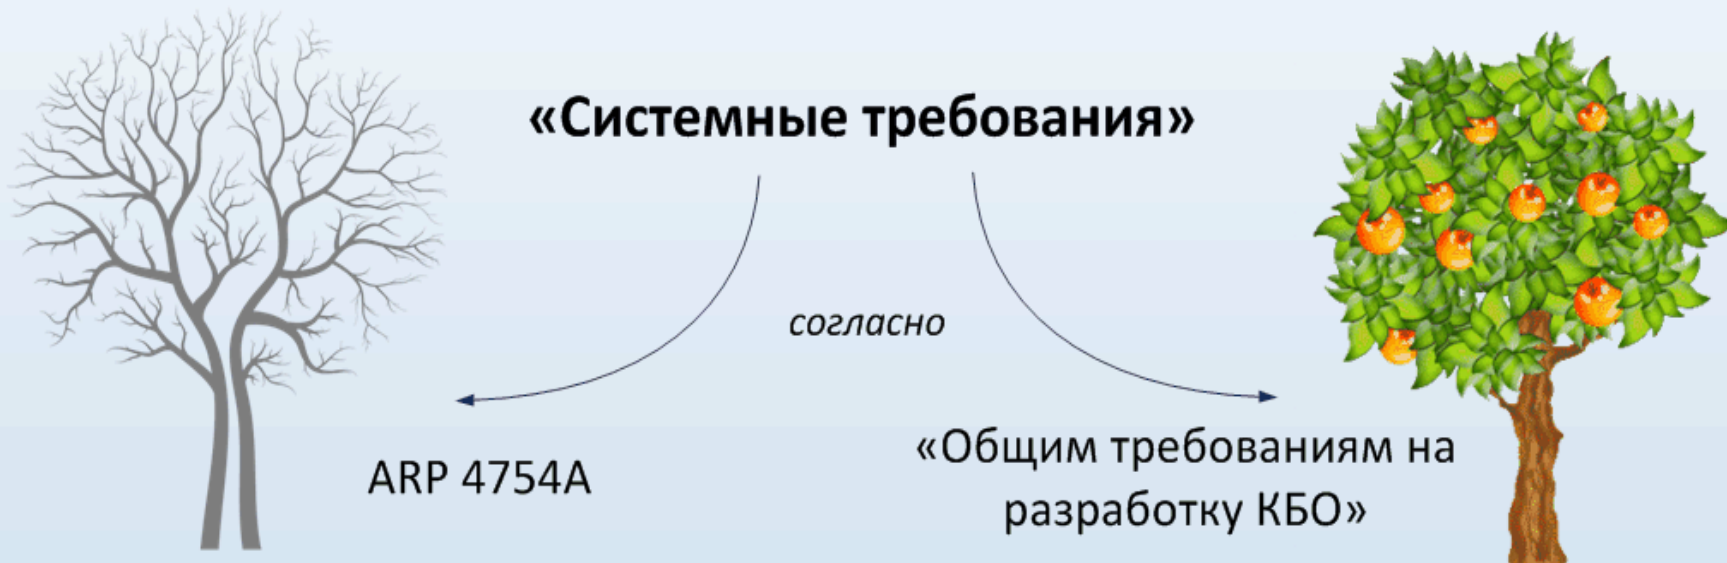 «Системные требования»
согласно
ARP 4754A
«Общим требованиям на
разработку КБО»